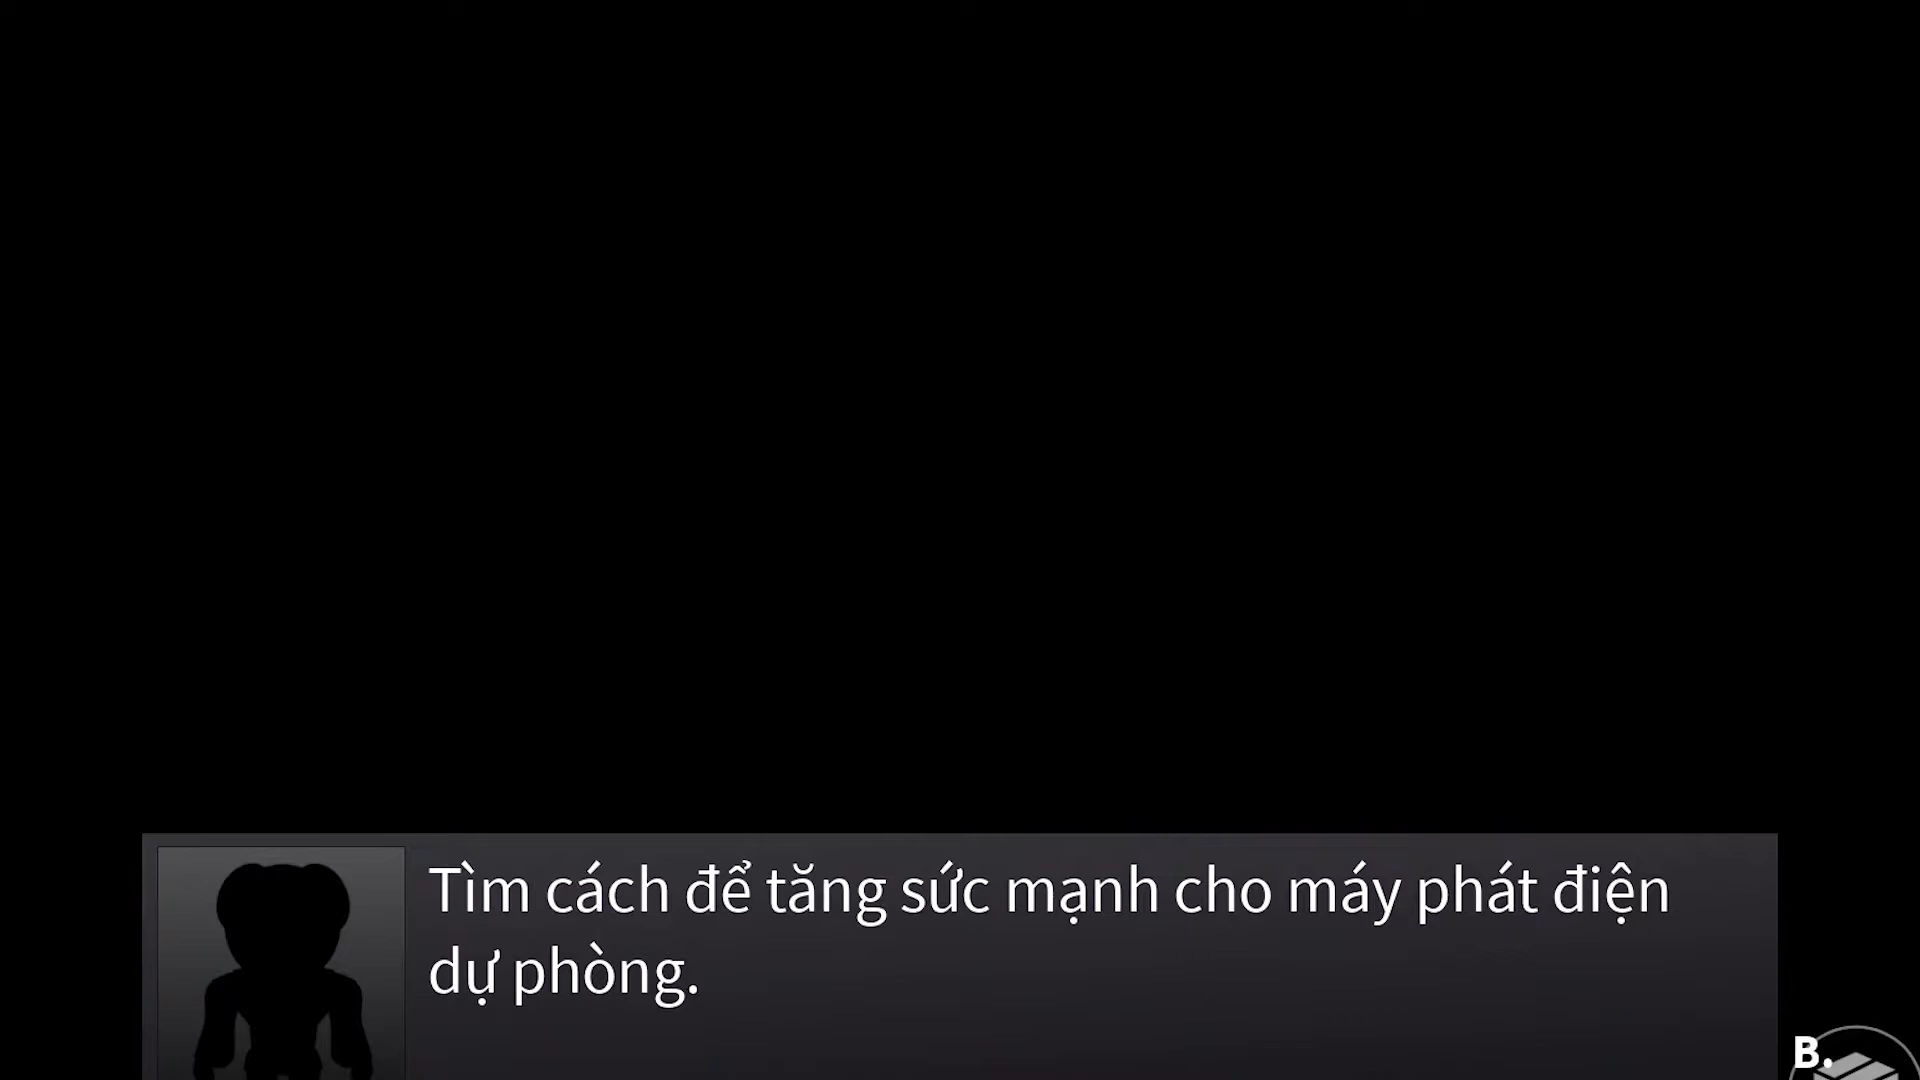 Tìm cách để tăng sức mạnh cho máy phát điện
dự phòng.
B.